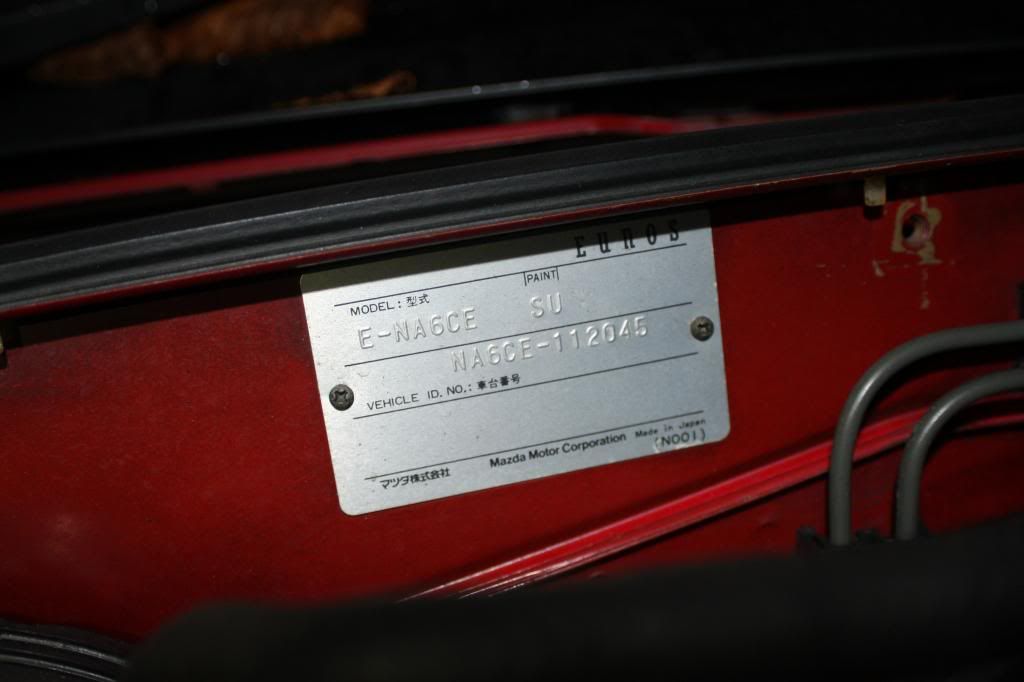 EUNOS
PAINT
MODEL: 型式
E-NA6CE SU
NA6CE-112045
VEHICLE ID. NO.: 車台番号
マツダ株式会社 Mazda Motor Corporation Made in Japan
(N001)